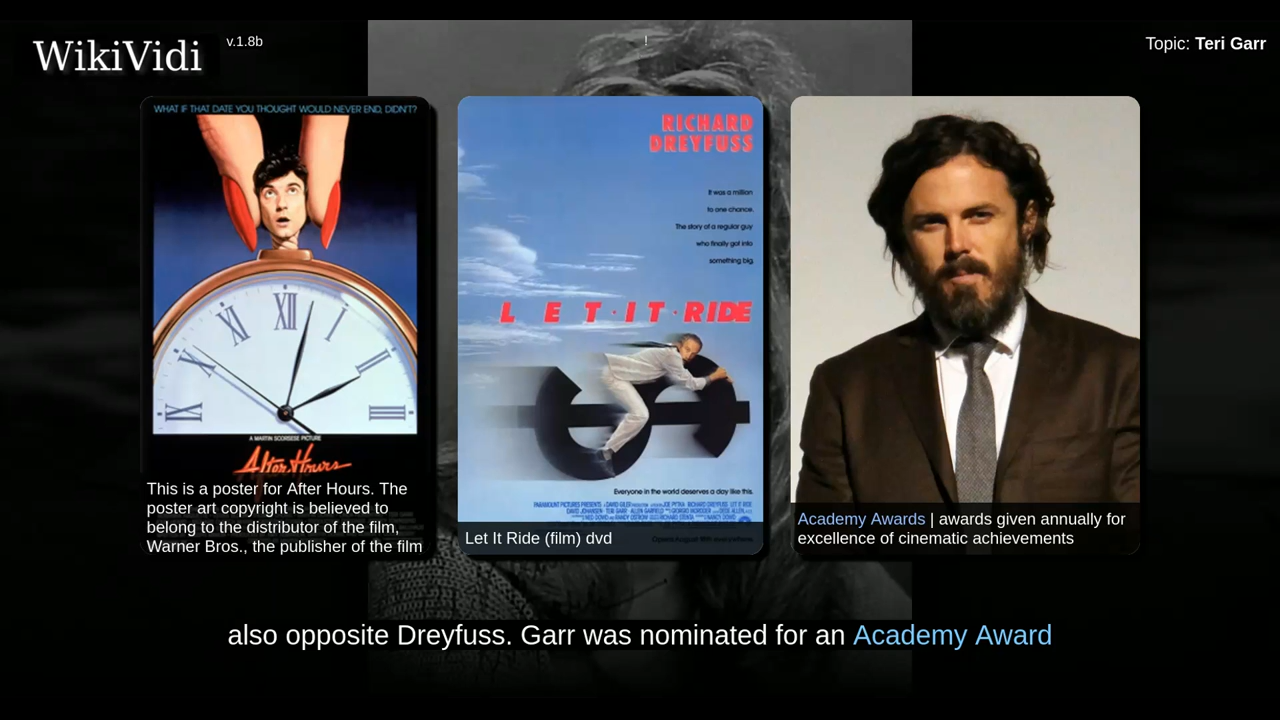 WikiVidi
v.1.8b
!
Topic: Teri Garr
WHAT IF THAT DATE YOU THOUGHT WOULD NEVER END, DIDN'T?
XII
A MARTIN SCORSESE PICTURE
After Hours
This is a poster for After Hours. The
poster art copyright is believed to
belong to the distributor of the film,
Warner Bros., the publisher of the film
RICHARD
DREYFUSS
It was a million
to one chance.
The story of a regular guy
who finally got into
something big.
LET·IT·RIDE
Everyone in the world deserves a day like this.
Let It Ride (film) dvd
Academy Awards | awards given annually for
excellence of cinematic achievements
also opposite Dreyfuss. Garr was nominated for an Academy Award